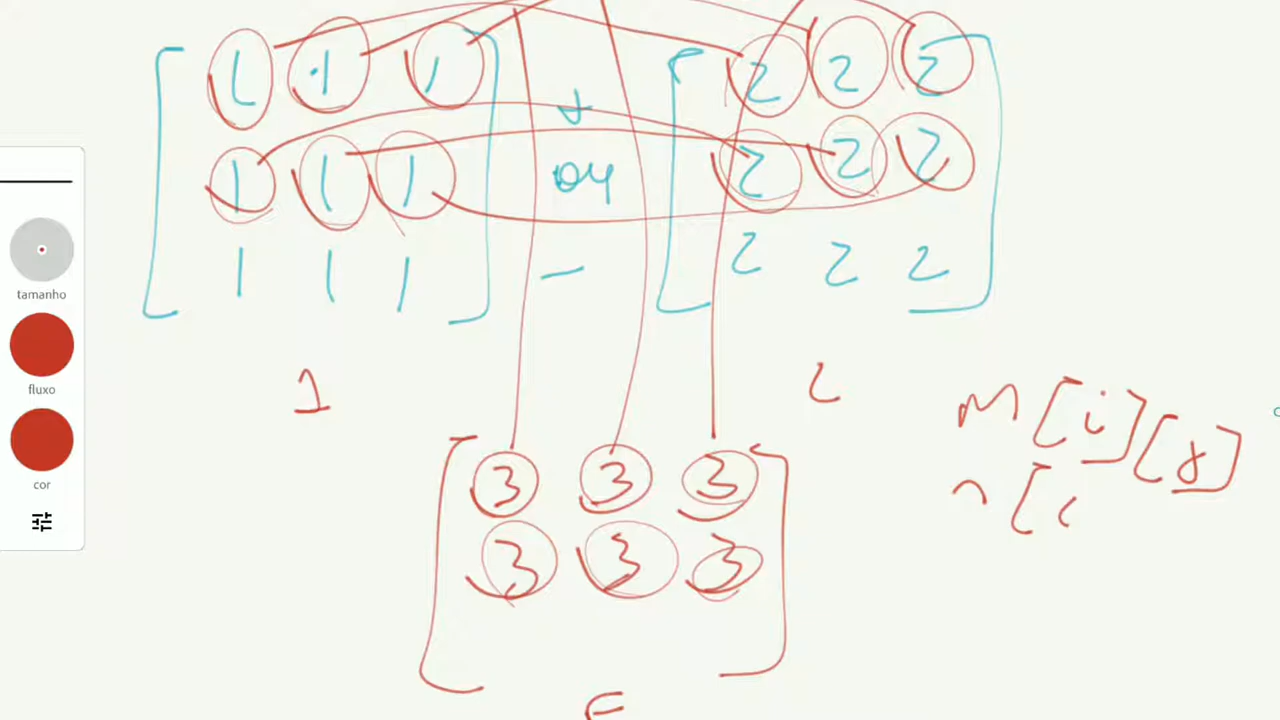 1 1 1 + 2 2 2
1 1 1 ou 2 2 2
1 1 1 - 2 2 2
1 2
3 3 3
3 3 3
M[i][j]
n[i
tamanho
fluxo
cor